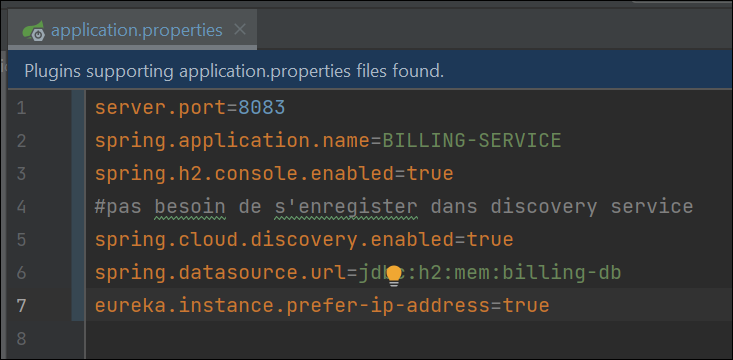 application.properties
Plugins supporting application.properties files found.
1 server.port=8083
2 spring.application.name=BILLING-SERVICE
3 spring.h2.console.enabled=true
4 #pas besoin de s'enregister dans discovery service
5 spring.cloud.discovery.enabled=true
6 spring.datasource.url=jdbc:h2:mem:billing-db
7 eureka.instance.prefer-ip-address=true
8